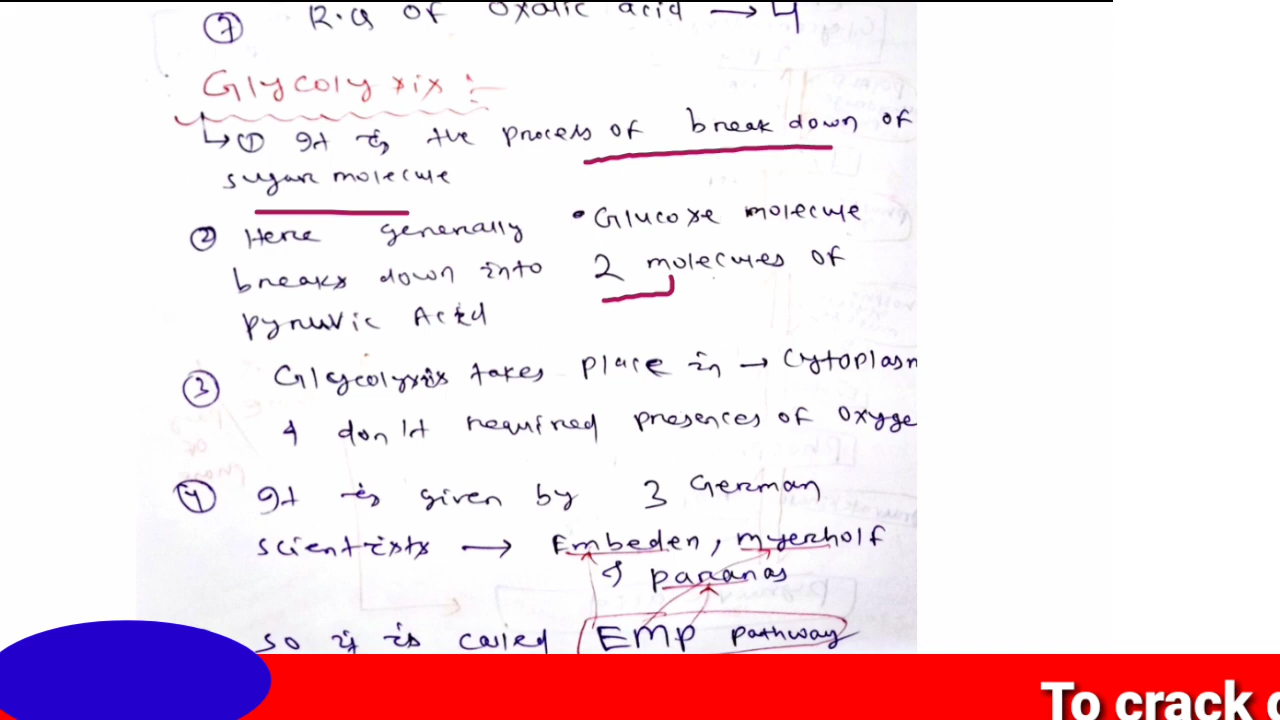 ⑦ R.Q of Oxalic acid → 4
Glycolysis :-
↳ ① It is the process of break down of
sugar molecule
② Here generally • Glucose molecule
breaks down into 2 molecules of
pyruvic Acid
③ Glycolysis takes place in → Cytoplasm
& don't required presences of oxyge
④ It is given by 3 German
scientists → Embeden, myerholf
& paranas
so it is called EMP pathway
To crack